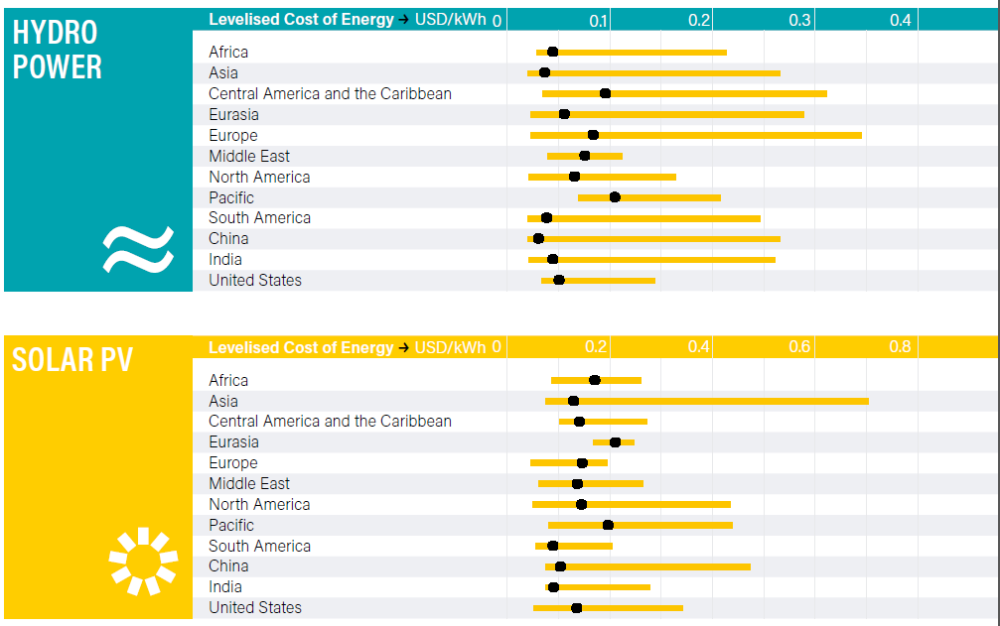 HYDRO
POWER
Levelised Cost of Energy → USD/kWh 0 0.1 0.2 0.3 0.4
Africa
Asia
Central America and the Caribbean
Eurasia
Europe
Middle East
North America
Pacific
South America
China
India
United States
SOLAR PV
Levelised Cost of Energy → USD/kWh 0 0.2 0.4 0.6 0.8
Africa
Asia
Central America and the Caribbean
Eurasia
Europe
Middle East
North America
Pacific
South America
China
India
United States